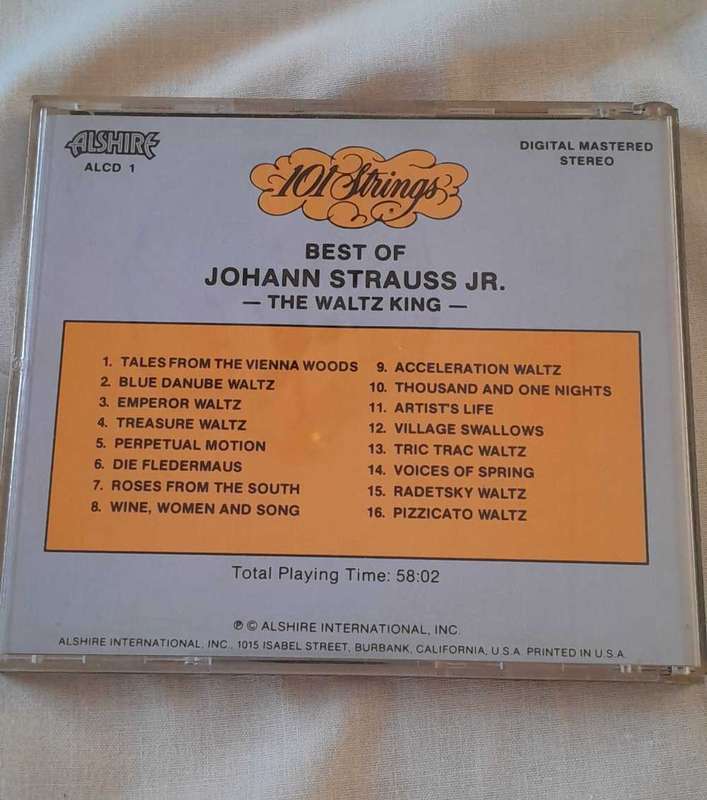 ALSHIRE
ALCD 1
101 Strings
DIGITAL MASTERED
STEREO
BEST OF
JOHANN STRAUSS JR.
— THE WALTZ KING —
1. TALES FROM THE VIENNA WOODS
2. BLUE DANUBE WALTZ
3. EMPEROR WALTZ
4. TREASURE WALTZ
5. PERPETUAL MOTION
6. DIE FLEDERMAUS
7. ROSES FROM THE SOUTH
8. WINE, WOMEN AND SONG
9. ACCELERATION WALTZ
10. THOUSAND AND ONE NIGHTS
11. ARTIST'S LIFE
12. VILLAGE SWALLOWS
13. TRIC TRAC WALTZ
14. VOICES OF SPRING
15. RADETSKY WALTZ
16. PIZZICATO WALTZ
Total Playing Time: 58:02
℗ © ALSHIRE INTERNATIONAL, INC.
ALSHIRE INTERNATIONAL, INC., 1015 ISABEL STREET, BURBANK, CALIFORNIA, U.S.A. PRINTED IN U.S.A.